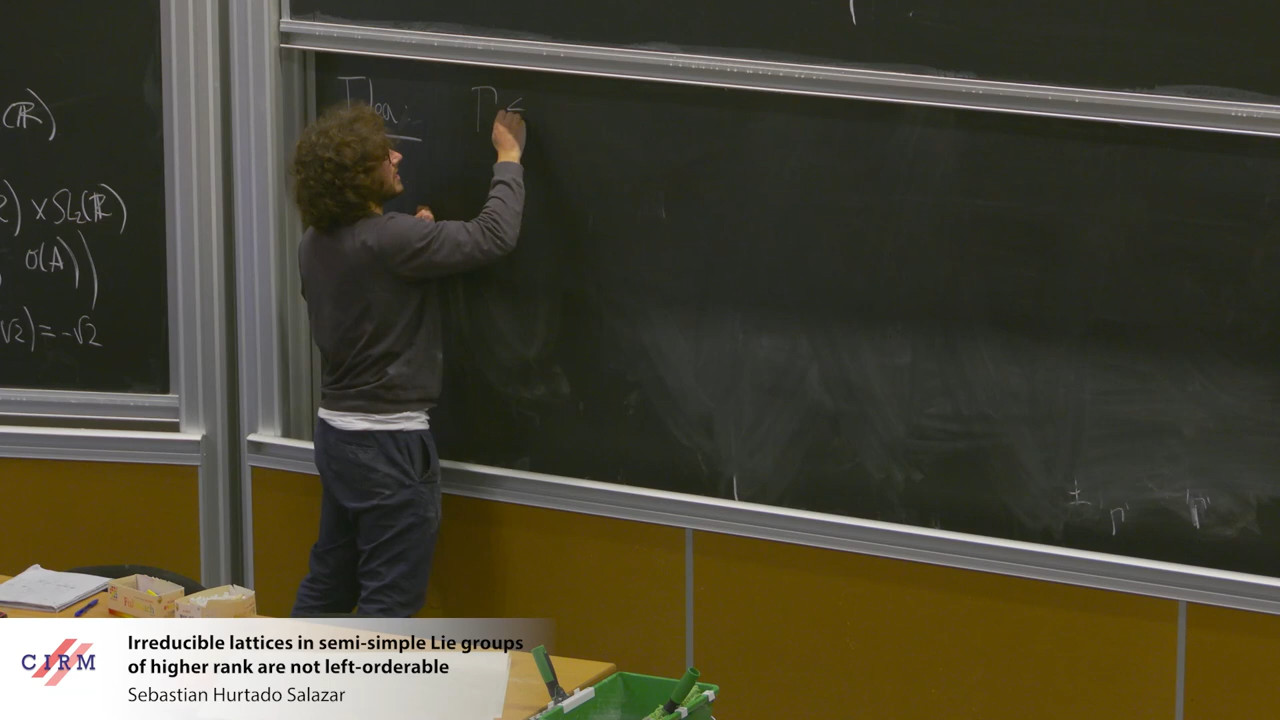 (ℝ)
) × SL₂(ℝ)
σ(A))
√2) = -√2
Idea: Γ ≤
Γ Γ
CIRM
Irreducible lattices in semi-simple Lie groups
of higher rank are not left-orderable
Sebastian Hurtado Salazar